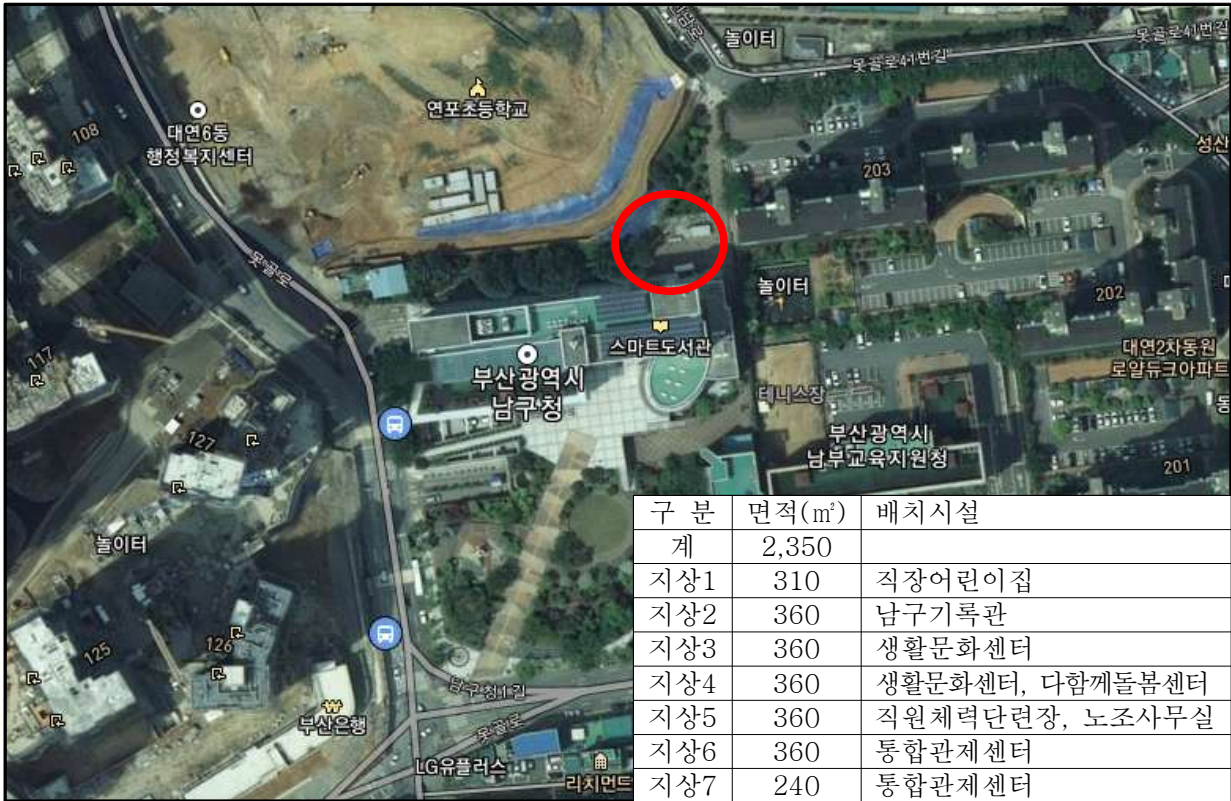 놀이터
못골로41번길
못골로41번길
연포초등학교
대연6동
행정복지센터
108
203
성산
못골로
놀이터
202
스마트도서관
117
부산광역시
남구청
대연2차동원
로얄듀크아파트
테니스장
127
부산광역시
남부교육지원청
201
놀이터
125
126
남구청1길
부산은행
못골로
LG유플러스
리치먼드
구 분 면적(㎡) 배치시설
계 2,350
지상1 310 직장어린이집
지상2 360 남구기록관
지상3 360 생활문화센터
지상4 360 생활문화센터, 다함께돌봄센터
지상5 360 직원체력단련장, 노조사무실
지상6 360 통합관제센터
지상7 240 통합관제센터